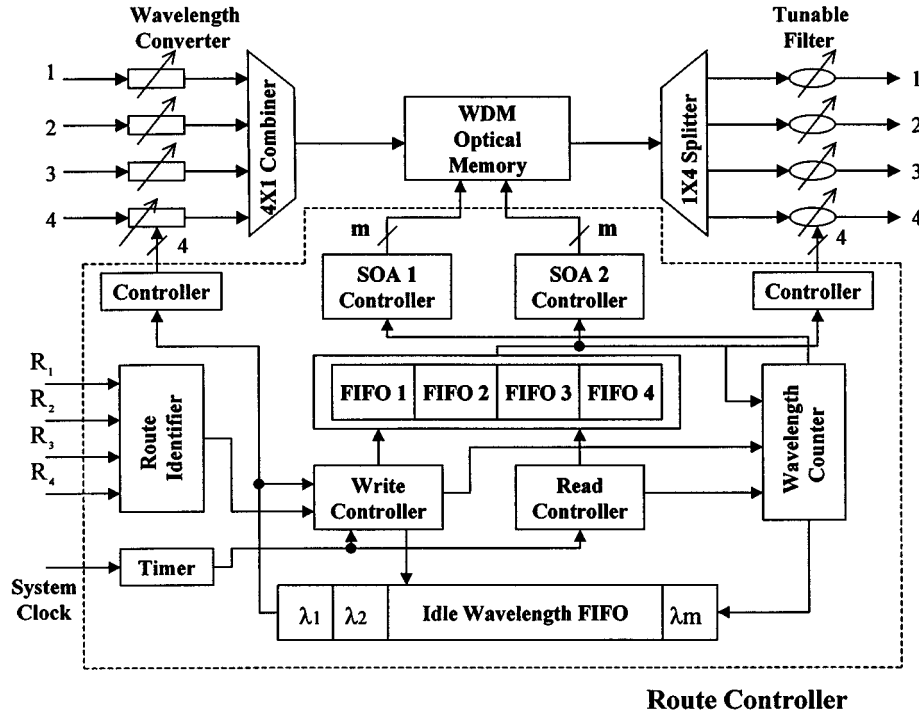 Wavelength
Converter
Tunable
Filter
1
2
3
4
4X1 Combiner
WDM
Optical
Memory
1X4 Splitter
1
2
3
4
4
m
m
4
Controller
SOA 1
Controller
SOA 2
Controller
Controller
R1
R2
R3
R4
Route
Identifier
FIFO 1
FIFO 2
FIFO 3
FIFO 4
Wavelength
Counter
Write
Controller
Read
Controller
System
Clock
Timer
λ1
λ2
Idle Wavelength FIFO
λm
Route Controller